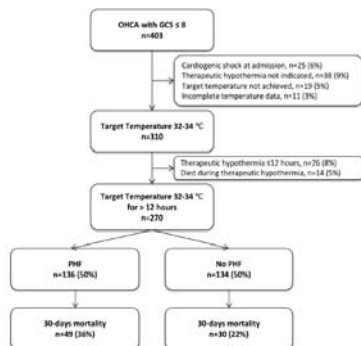 OHCA with GCS ≤ 8
n=403
Cardiogenic shock at admission, n=25 (6%)
Therapeutic hypothermia not indicated, n=38 (9%)
Target temperature not achieved, n=19 (5%)
Incomplete temperature data, n=11 (3%)
Target Temperature 32-34 °C
n=310
Therapeutic hypothermia ≤12 hours, n=26 (8%)
Died during therapeutic hypothermia, n=14 (5%)
Target Temperature 32-34 °C
for > 12 hours
n=270
PHF
n=136 (50%)
No PHF
n=134 (50%)
30-days mortality
n=49 (36%)
30-days mortality
n=30 (22%)